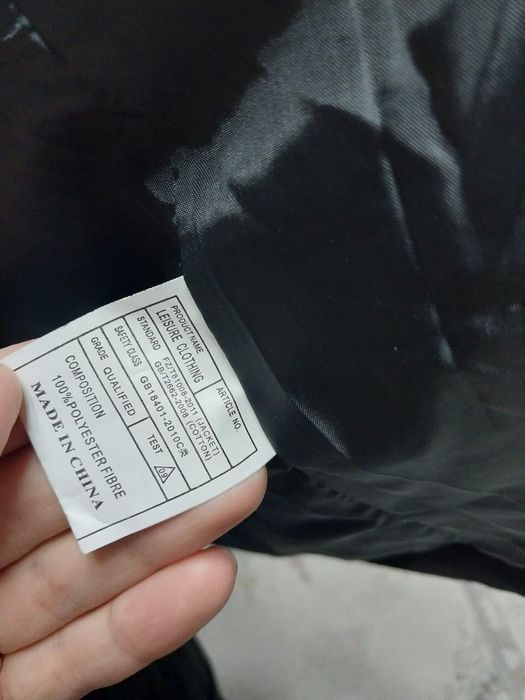 PRODUCT NAME
ARTICLE NO.
LEISURE CLOTHING
STANDARD
FZ/T81008-2011 (JACKET)
GB/T2662-2008 (COTTON)
SAFETY CLASS
GB18401-2010C类
GRADE
QUALIFIED
TEST
COMPOSITION
100%POLYESTER FIBRE
MADE IN CHINA